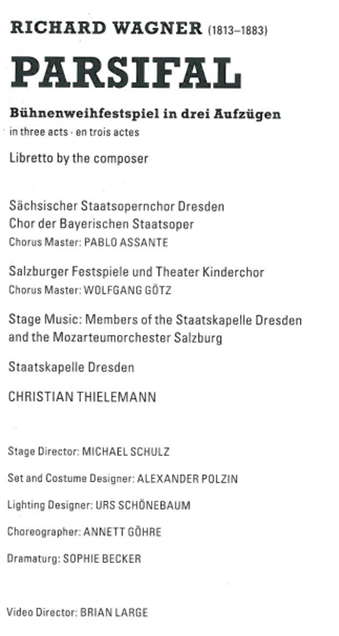 RICHARD WAGNER (1813–1883)
PARSIFAL
Bühnenweihfestspiel in drei Aufzügen
in three acts · en trois actes
Libretto by the composer
Sächsischer Staatsopernchor Dresden
Chor der Bayerischen Staatsoper
Chorus Master: PABLO ASSANTE
Salzburger Festspiele und Theater Kinderchor
Chorus Master: WOLFGANG GÖTZ
Stage Music: Members of the Staatskapelle Dresden
and the Mozarteumorchester Salzburg
Staatskapelle Dresden
CHRISTIAN THIELEMANN
Stage Director: MICHAEL SCHULZ
Set and Costume Designer: ALEXANDER POLZIN
Lighting Designer: URS SCHÖNEBAUM
Choreographer: ANNETT GÖHRE
Dramaturg: SOPHIE BECKER
Video Director: BRIAN LARGE